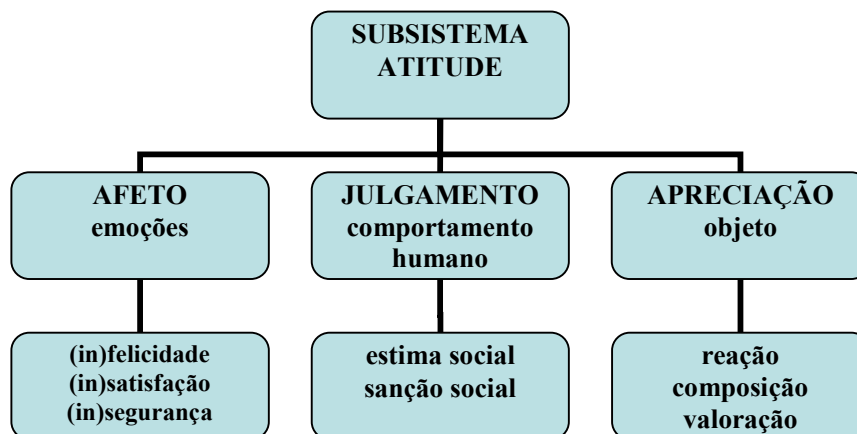 SUBSISTEMA
ATITUDE
AFETO
emoções
JULGAMENTO
comportamento
humano
APRECIAÇÃO
objeto
(in)felicidade
(in)satisfação
(in)segurança
estima social
sanção social
reação
composição
valoração